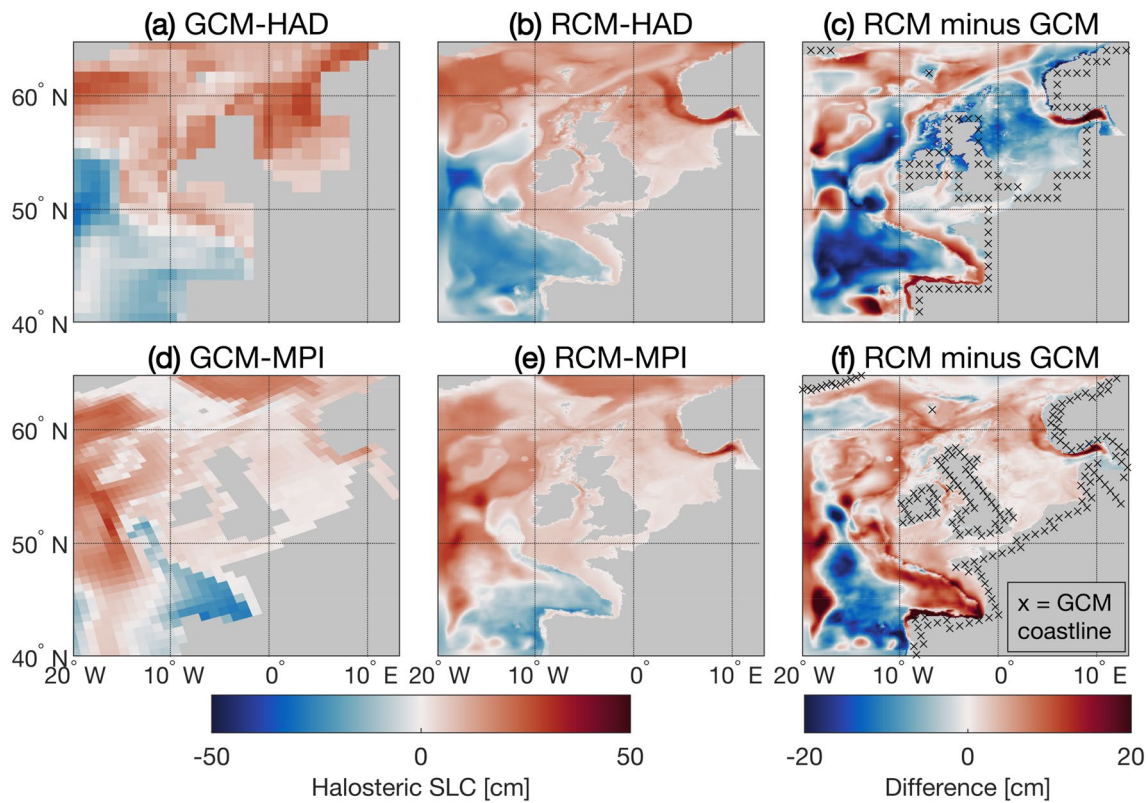 (a) GCM-HAD
(b) RCM-HAD
(c) RCM minus GCM
60° N
50° N
40° N
(d) GCM-MPI
(e) RCM-MPI
(f) RCM minus GCM
60° N
50° N
40° N
x = GCM
coastline
20° W 10° W 0° 10° E
10° W 0° 10° E
10° W 0° 10° E
-50 0 50
Halosteric SLC [cm]
-20 0 20
Difference [cm]